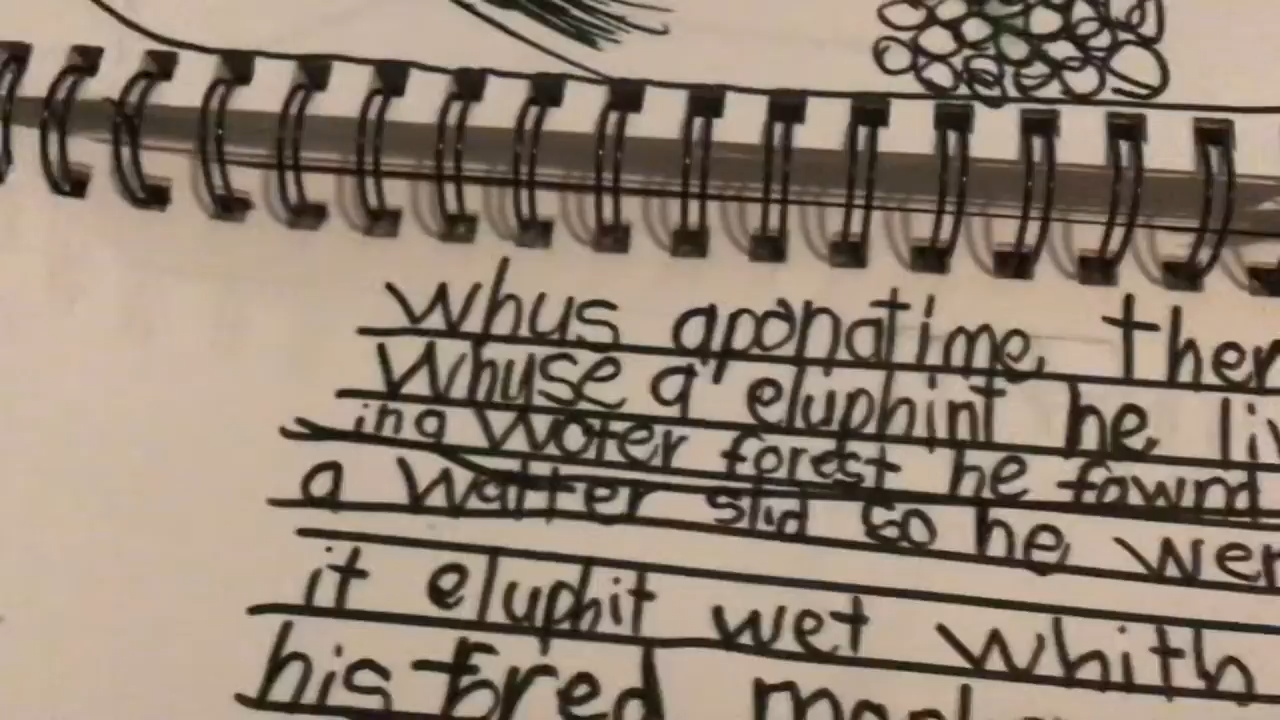 whus aponatime ther
whuse a eluphint he li
ing woter forest he fownd
a watter slid so he wen
it eluphit wet whith
his fred